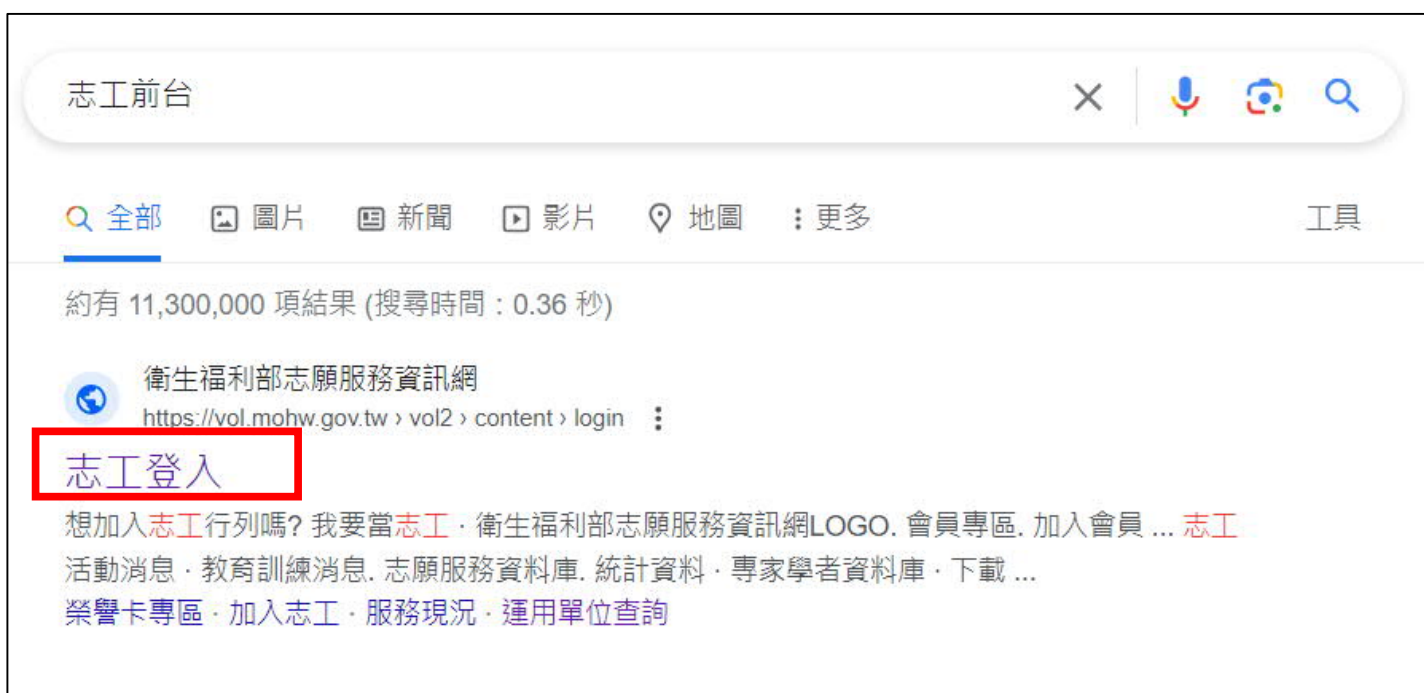 志工前台
全部 圖片 新聞 影片 地圖 更多 工具
約有 11,300,000 項結果 (搜尋時間：0.36 秒)
衛生福利部志願服務資訊網
https://vol.mohw.gov.tw › vol2 › content › login
志工登入
想加入志工行列嗎? 我要當志工 · 衛生福利部志願服務資訊網LOGO. 會員專區. 加入會員 ... 志工
活動消息 · 教育訓練消息. 志願服務資料庫. 統計資料 · 專家學者資料庫 · 下載 ...
榮譽卡專區 · 加入志工 · 服務現況 · 運用單位查詢